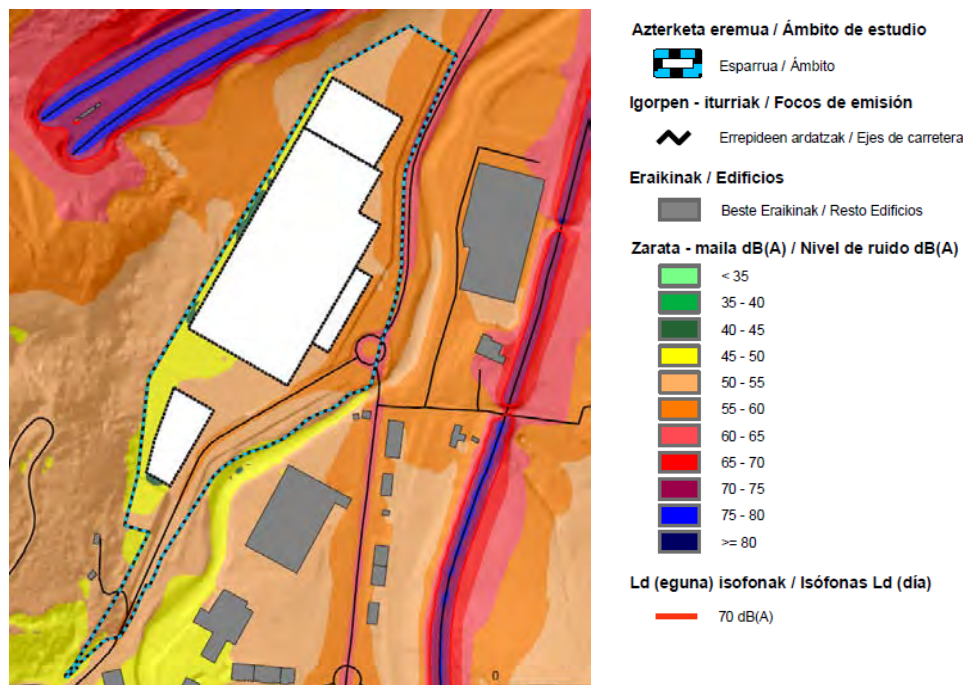 Azterketa eremua / Ámbito de estudio
Esparrua / Ámbito
Igorpen - iturriak / Focos de emisión
Errepideen ardatzak / Ejes de carretera
Eraikinak / Edificios
Beste Eraikinak / Resto Edificios
Zarata - maila dB(A) / Nivel de ruido dB(A)
< 35
35 - 40
40 - 45
45 - 50
50 - 55
55 - 60
60 - 65
65 - 70
70 - 75
75 - 80
>= 80
Ld (eguna) isofonak / Isófonas Ld (día)
70 dB(A)
0